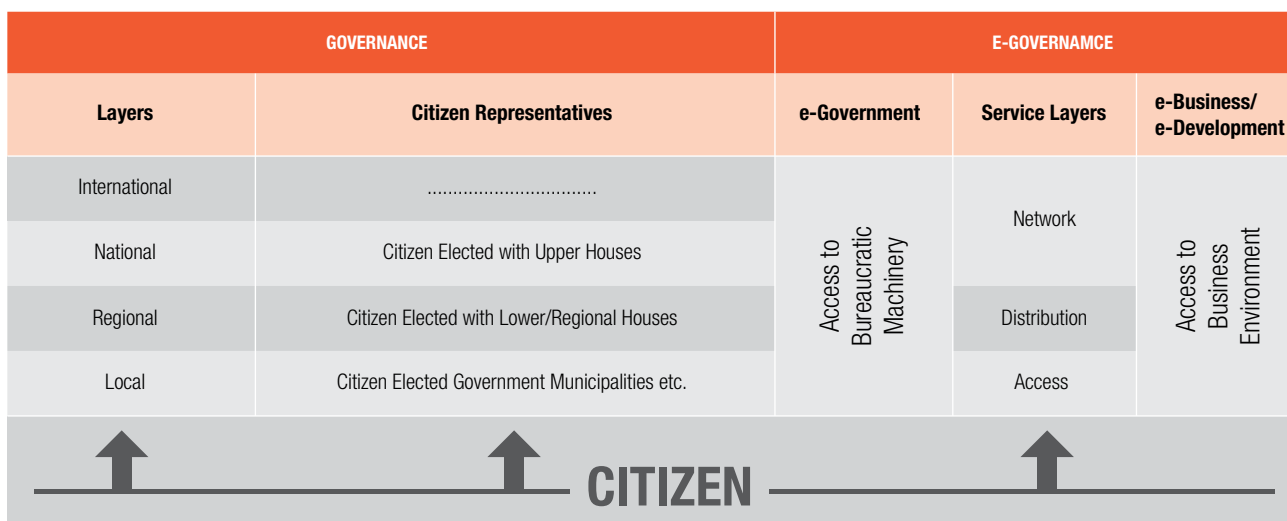 GOVERNANCE E-GOVERNAMCE
Layers Citizen Representatives e-Government Service Layers e-Business/
e-Development
International .................................
Network
National Citizen Elected with Upper Houses
Access to
Bureaucratic
Machinery
Access to
Business
Environment
Regional Citizen Elected with Lower/Regional Houses Distribution
Local Citizen Elected Government Municipalities etc. Access
CITIZEN